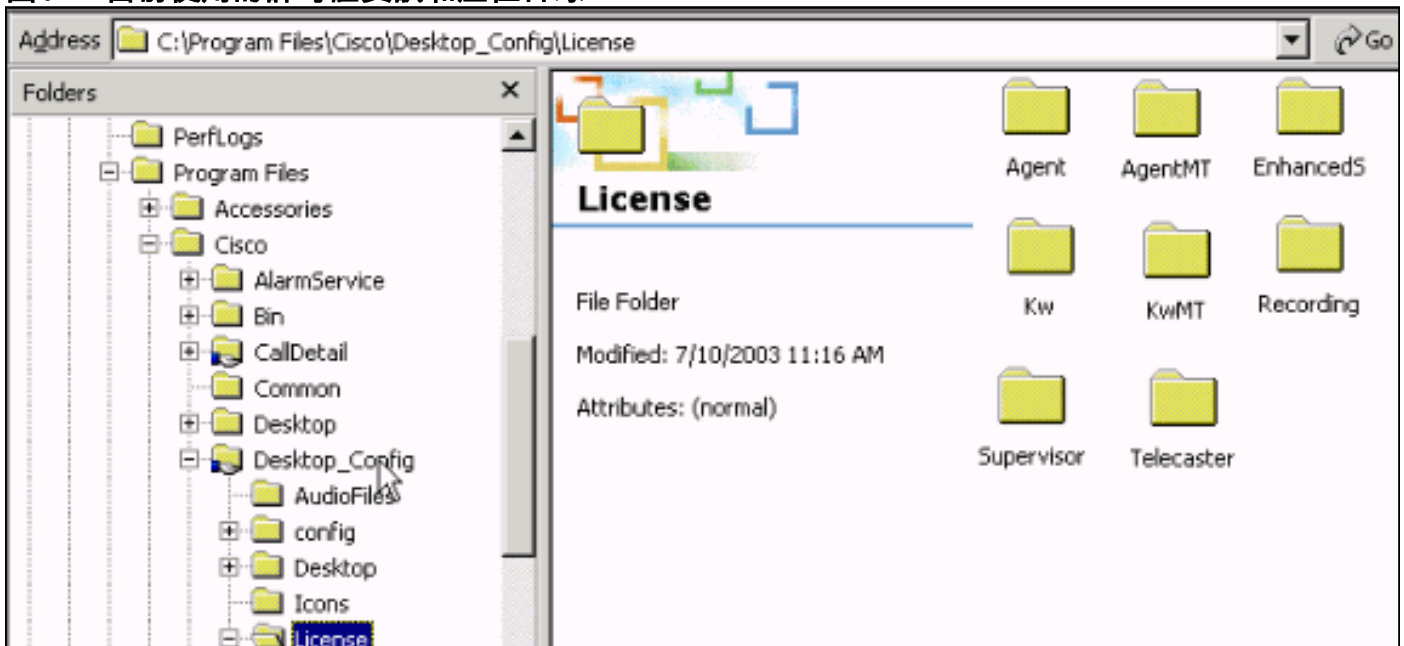 Address C:\Program Files\Cisco\Desktop_Config\License Go
Folders
PerfLogs
Program Files
Accessories
Cisco
AlarmService
Bin
CallDetail
Common
Desktop
Desktop_Config
AudioFiles
config
Desktop
Icons
License
License
File Folder
Modified: 7/10/2003 11:16 AM
Attributes: (normal)
Agent AgentMT EnhancedS
Kw KwMT Recording
Supervisor Telecaster